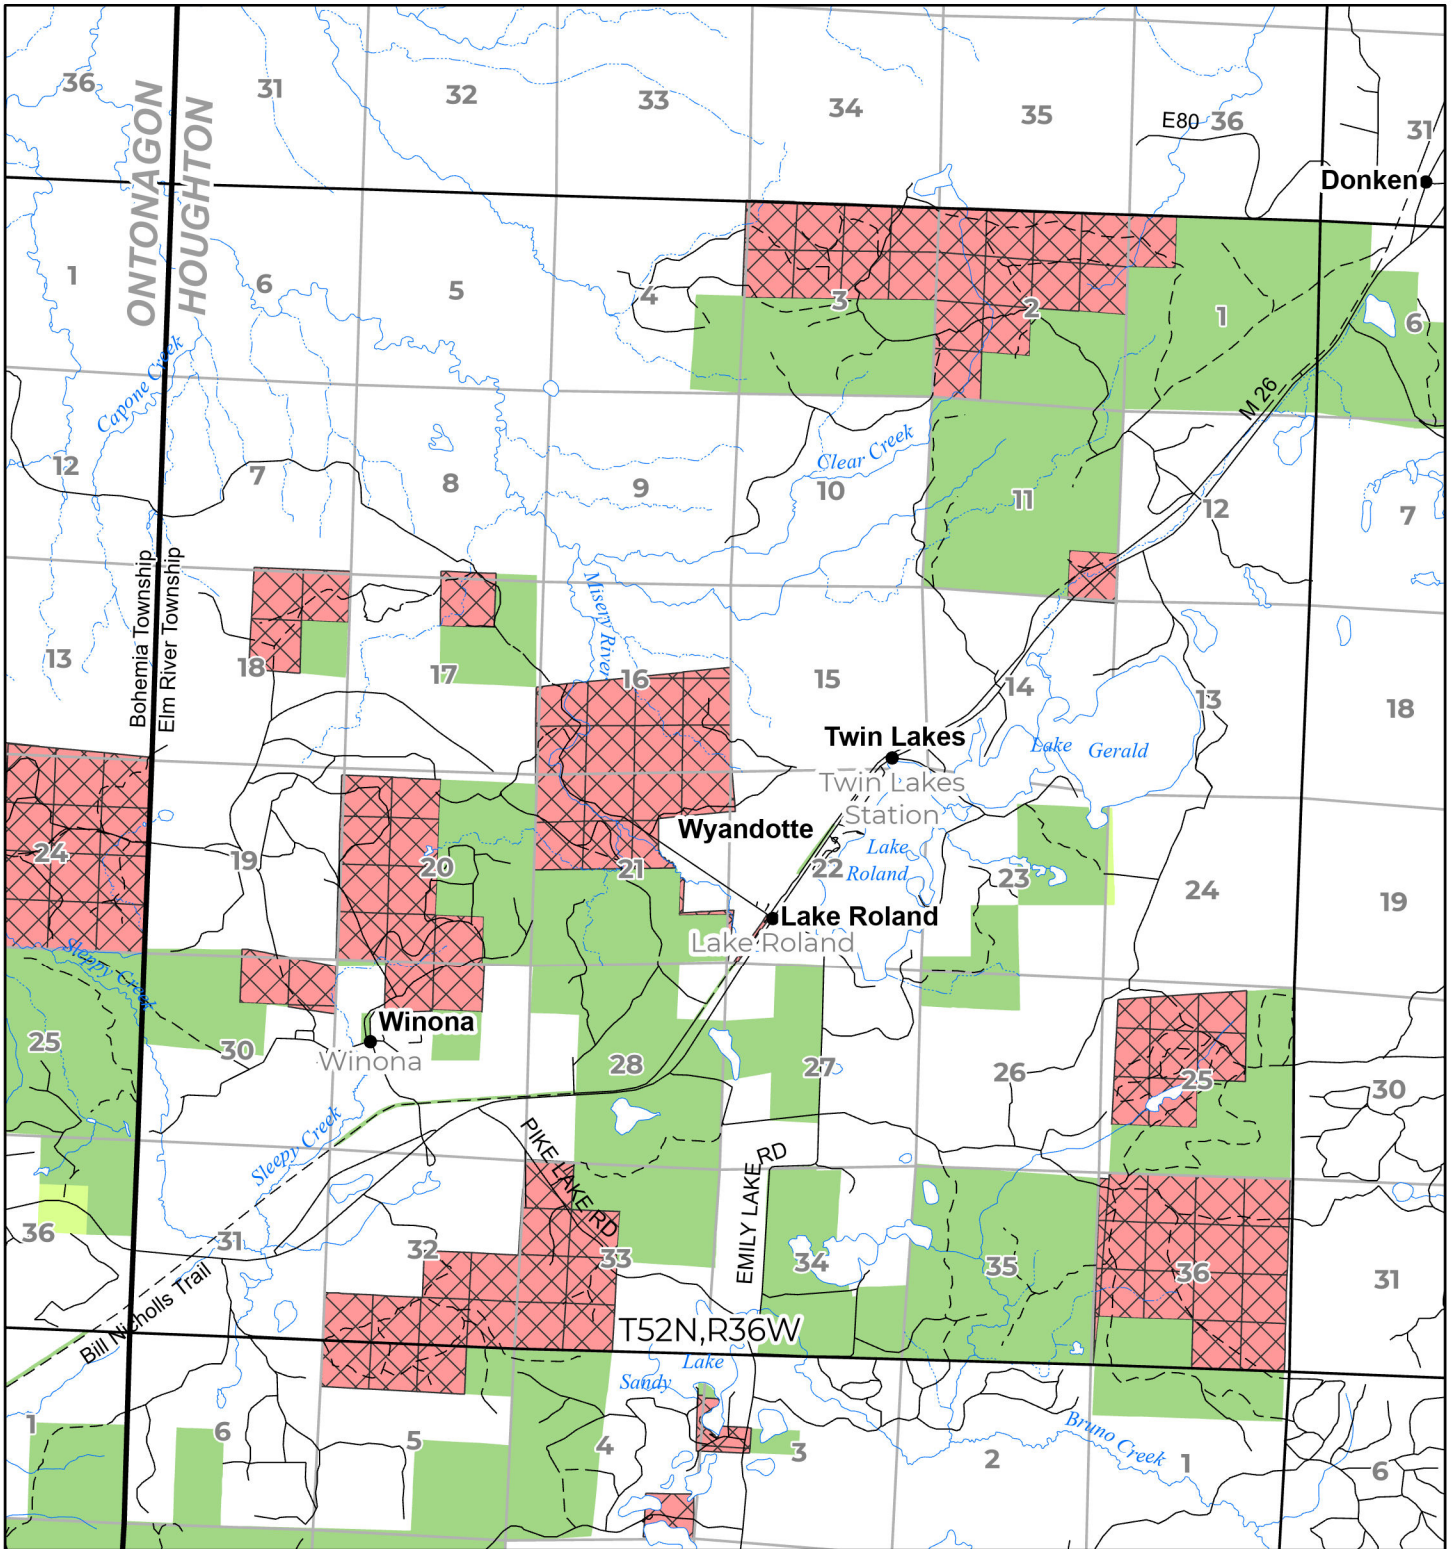 36
31
32
33
34
35
E80
36
31
Donken
ONTONAGON
HOUGHTON
1
6
5
4
3
2
1
6
M 26
Capone Creek
Clear Creek
12
7
8
9
10
11
12
7
Bohemia Township
Elm River Township
Misery River
13
18
17
16
15
14
13
18
Twin Lakes
Twin Lakes
Station
Lake Gerald
Wyandotte
24
19
20
21
22
Lake
Roland
23
24
19
Lake Roland
Lake Roland
Sleppy Creek
Winona
Winona
25
30
28
27
26
25
30
Sleepy Creek
PIKE LAKE RD
EMILY LAKE RD
36
31
32
33
34
35
36
31
Bill Nicholls Trail
T52N,R36W
Lake
Sandy
1
6
5
4
3
2
1
6
Bruno Creek